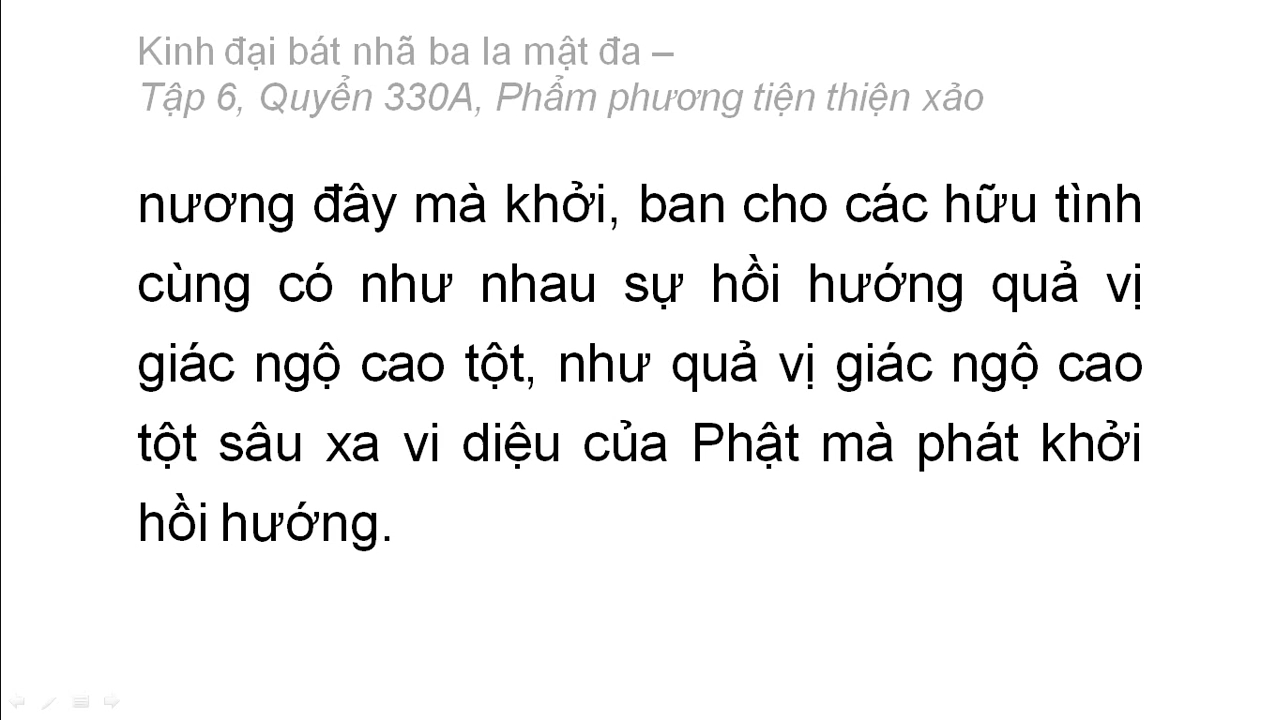 Kinh đại bát nhã ba la mật đa –
Tập 6, Quyển 330A, Phẩm phương tiện thiện xảo
nương đây mà khởi, ban cho các hữu tình
cùng có như nhau sự hồi hướng quả vị
giác ngộ cao tột, như quả vị giác ngộ cao
tột sâu xa vi diệu của Phật mà phát khởi
hồi hướng.